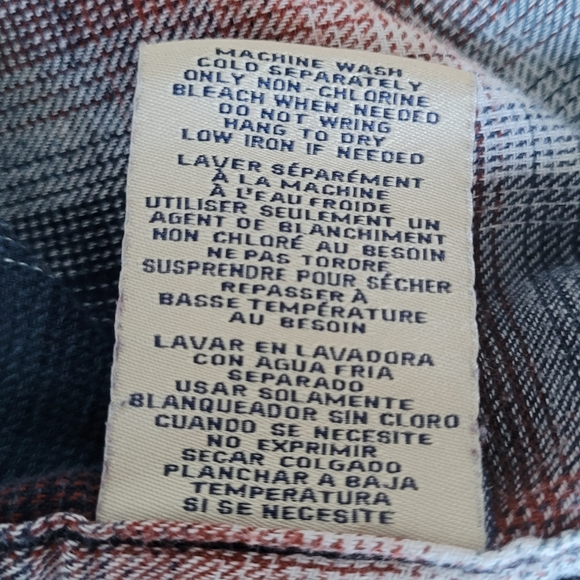 MACHINE WASH
COLD SEPARATELY
ONLY NON-CHLORINE
BLEACH WHEN NEEDED
DO NOT WRING
HANG TO DRY
LOW IRON IF NEEDED
LAVER SÉPARÉMENT
À LA MACHINE
À L'EAU FROIDE
UTILISER SEULEMENT UN
AGENT DE BLANCHIMENT
NON CHLORÉ AU BESOIN
NE PAS TORDRE
SUSPRENDRE POUR SÉCHER
REPASSER À
BASSE TEMPÉRATURE
AU BESOIN
LAVAR EN LAVADORA
CON AGUA FRIA
SEPARADO
USAR SOLAMENTE
BLANQUEADOR SIN CLORO
CUANDO SE NECESITE
NO EXPRIMIR
SECAR COLGADO
PLANCHAR A BAJA
TEMPERATURA
SI SE NECESITE